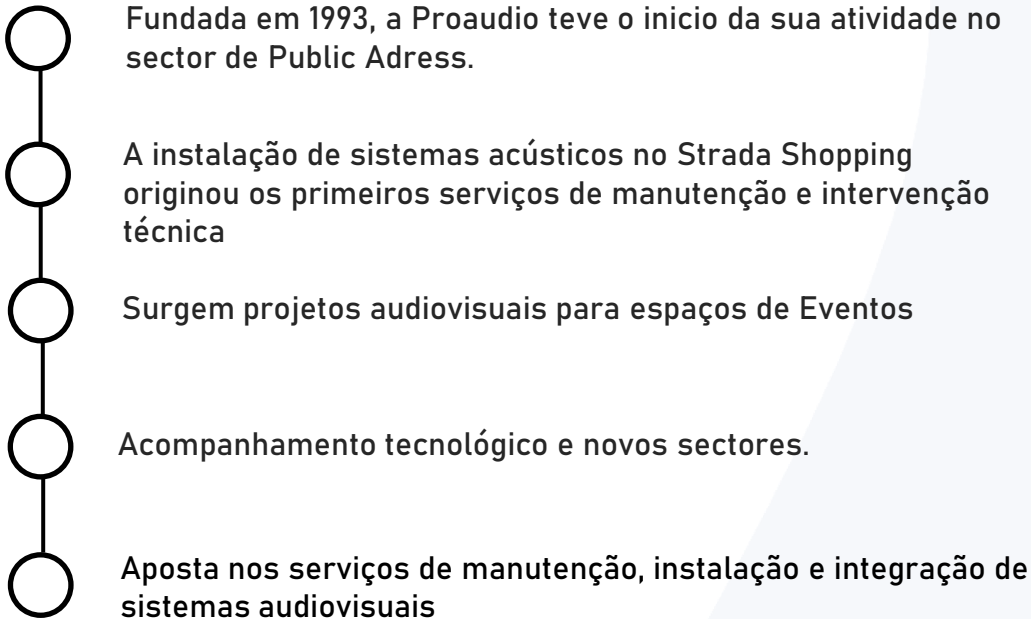 Fundada em 1993, a Proaudio teve o inicio da sua atividade no
sector de Public Adress.
A instalação de sistemas acústicos no Strada Shopping
originou os primeiros serviços de manutenção e intervenção
técnica
Surgem projetos audiovisuais para espaços de Eventos
Acompanhamento tecnológico e novos sectores.
Aposta nos serviços de manutenção, instalação e integração de
sistemas audiovisuais